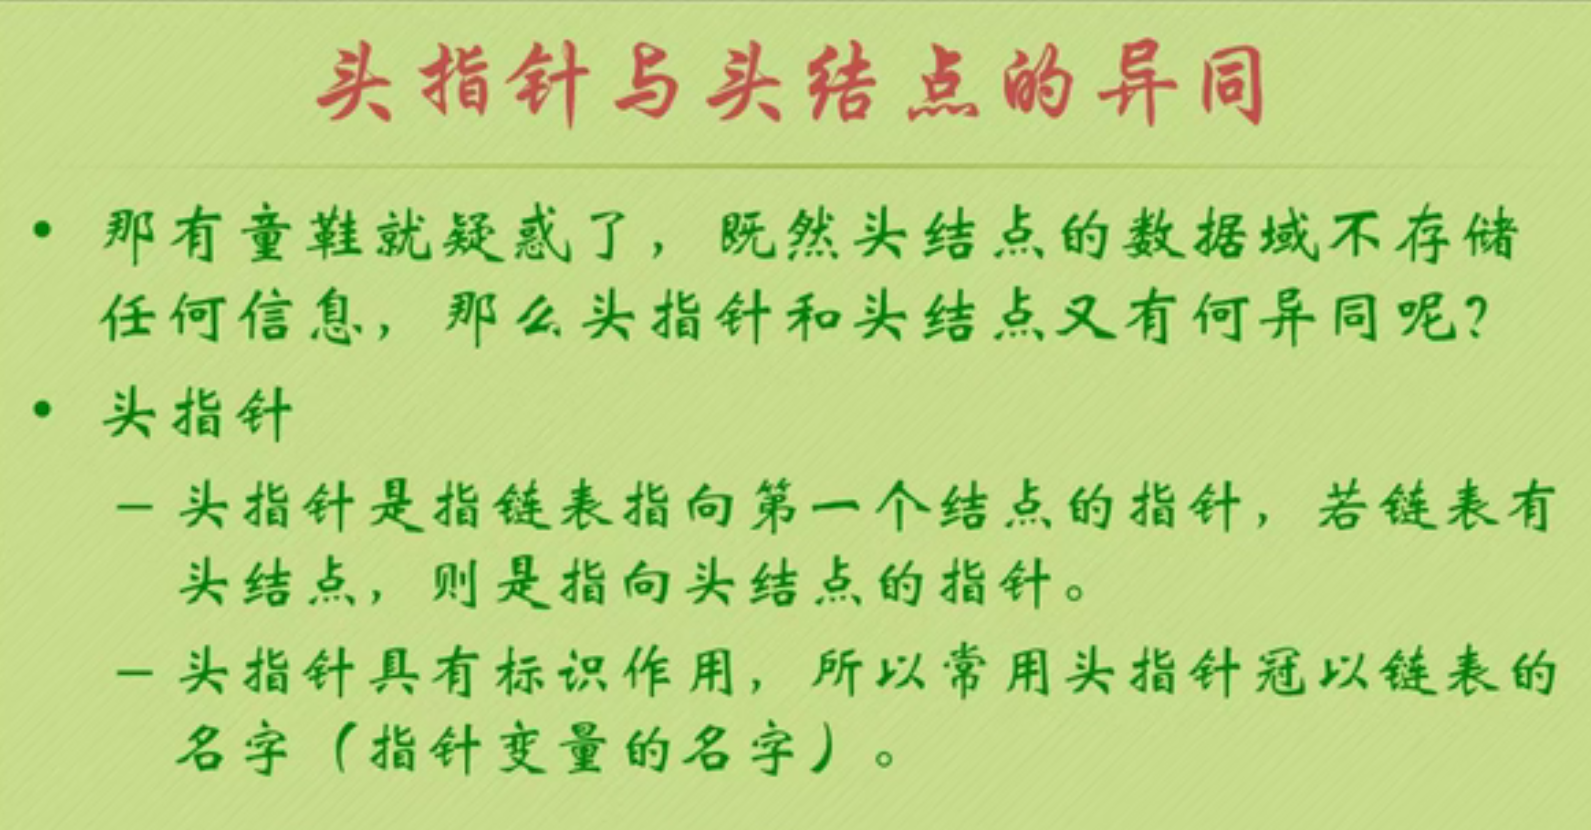 头指针与头结点的异同
• 那有童鞋就疑惑了，既然头结点的数据域不存储
任何信息，那么头指针和头结点又有何异同呢？
• 头指针
– 头指针是指链表指向第一个结点的指针，若链表有
头结点，则是指向头结点的指针。
– 头指针具有标识作用，所以常用头指针冠以链表的
名字（指针变量的名字）。